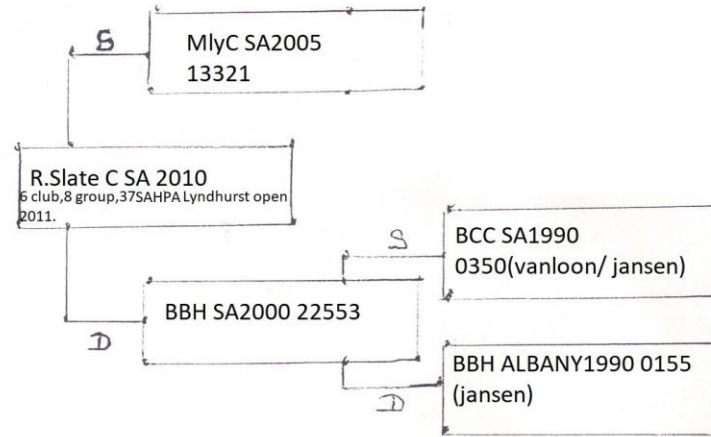 S
MlyC SA2005
13321
R.Slate C SA 2010
6 club,8 group,37SAHPA Lyndhurst open
2011.
D
BBH SA2000 22553
S
BCC SA1990
0350(vanloon/ jansen)
D
BBH ALBANY1990 0155
(jansen)